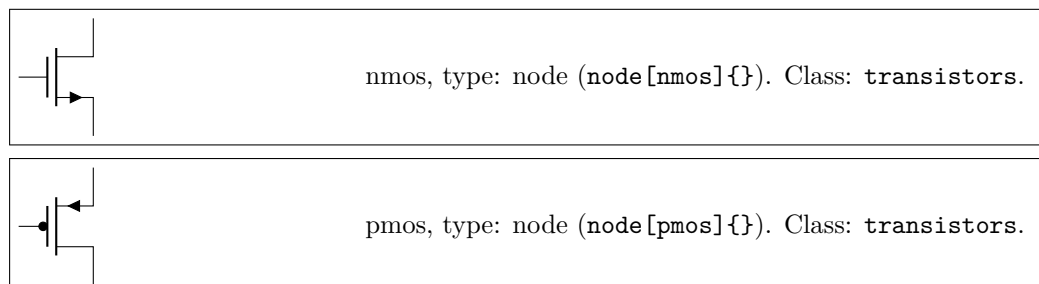 nmos, type: node (node[nmos]{}). Class: transistors.
pmos, type: node (node[pmos]{}). Class: transistors.